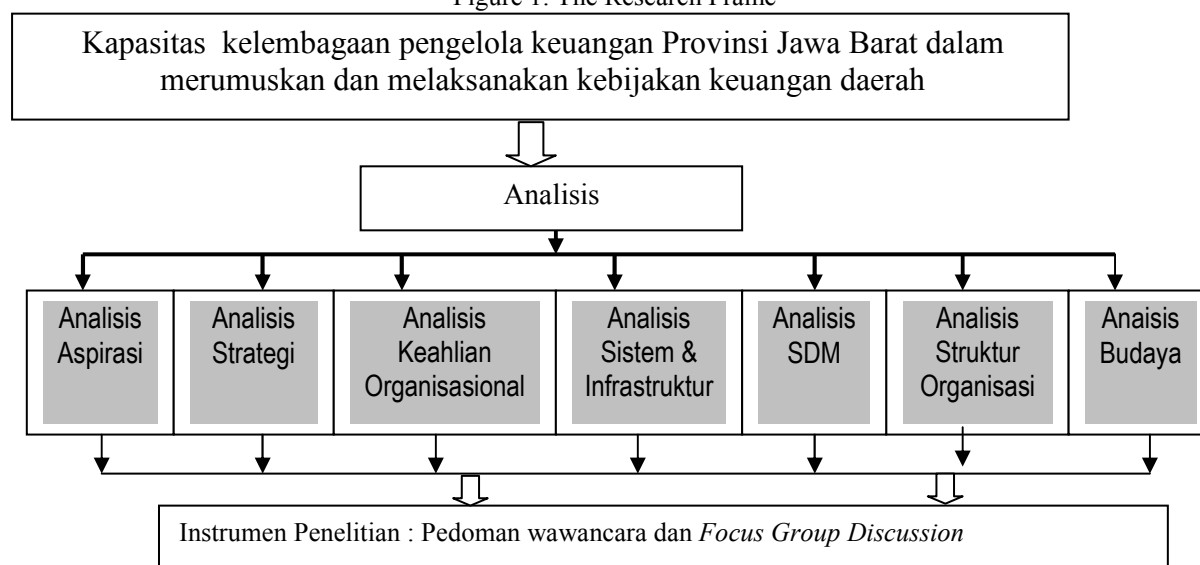 Figure 1. The Research Frame
Kapasitas kelembagaan pengelola keuangan Provinsi Jawa Barat dalam
merumuskan dan melaksanakan kebijakan keuangan daerah
Analisis
Analisis
Aspirasi
Analisis
Strategi
Analisis
Keahlian
Organisasional
Analisis
Sistem &
Infrastruktur
Analisis
SDM
Analisis
Struktur
Organisasi
Anaisis
Budaya
Instrumen Penelitian : Pedoman wawancara dan Focus Group Discussion